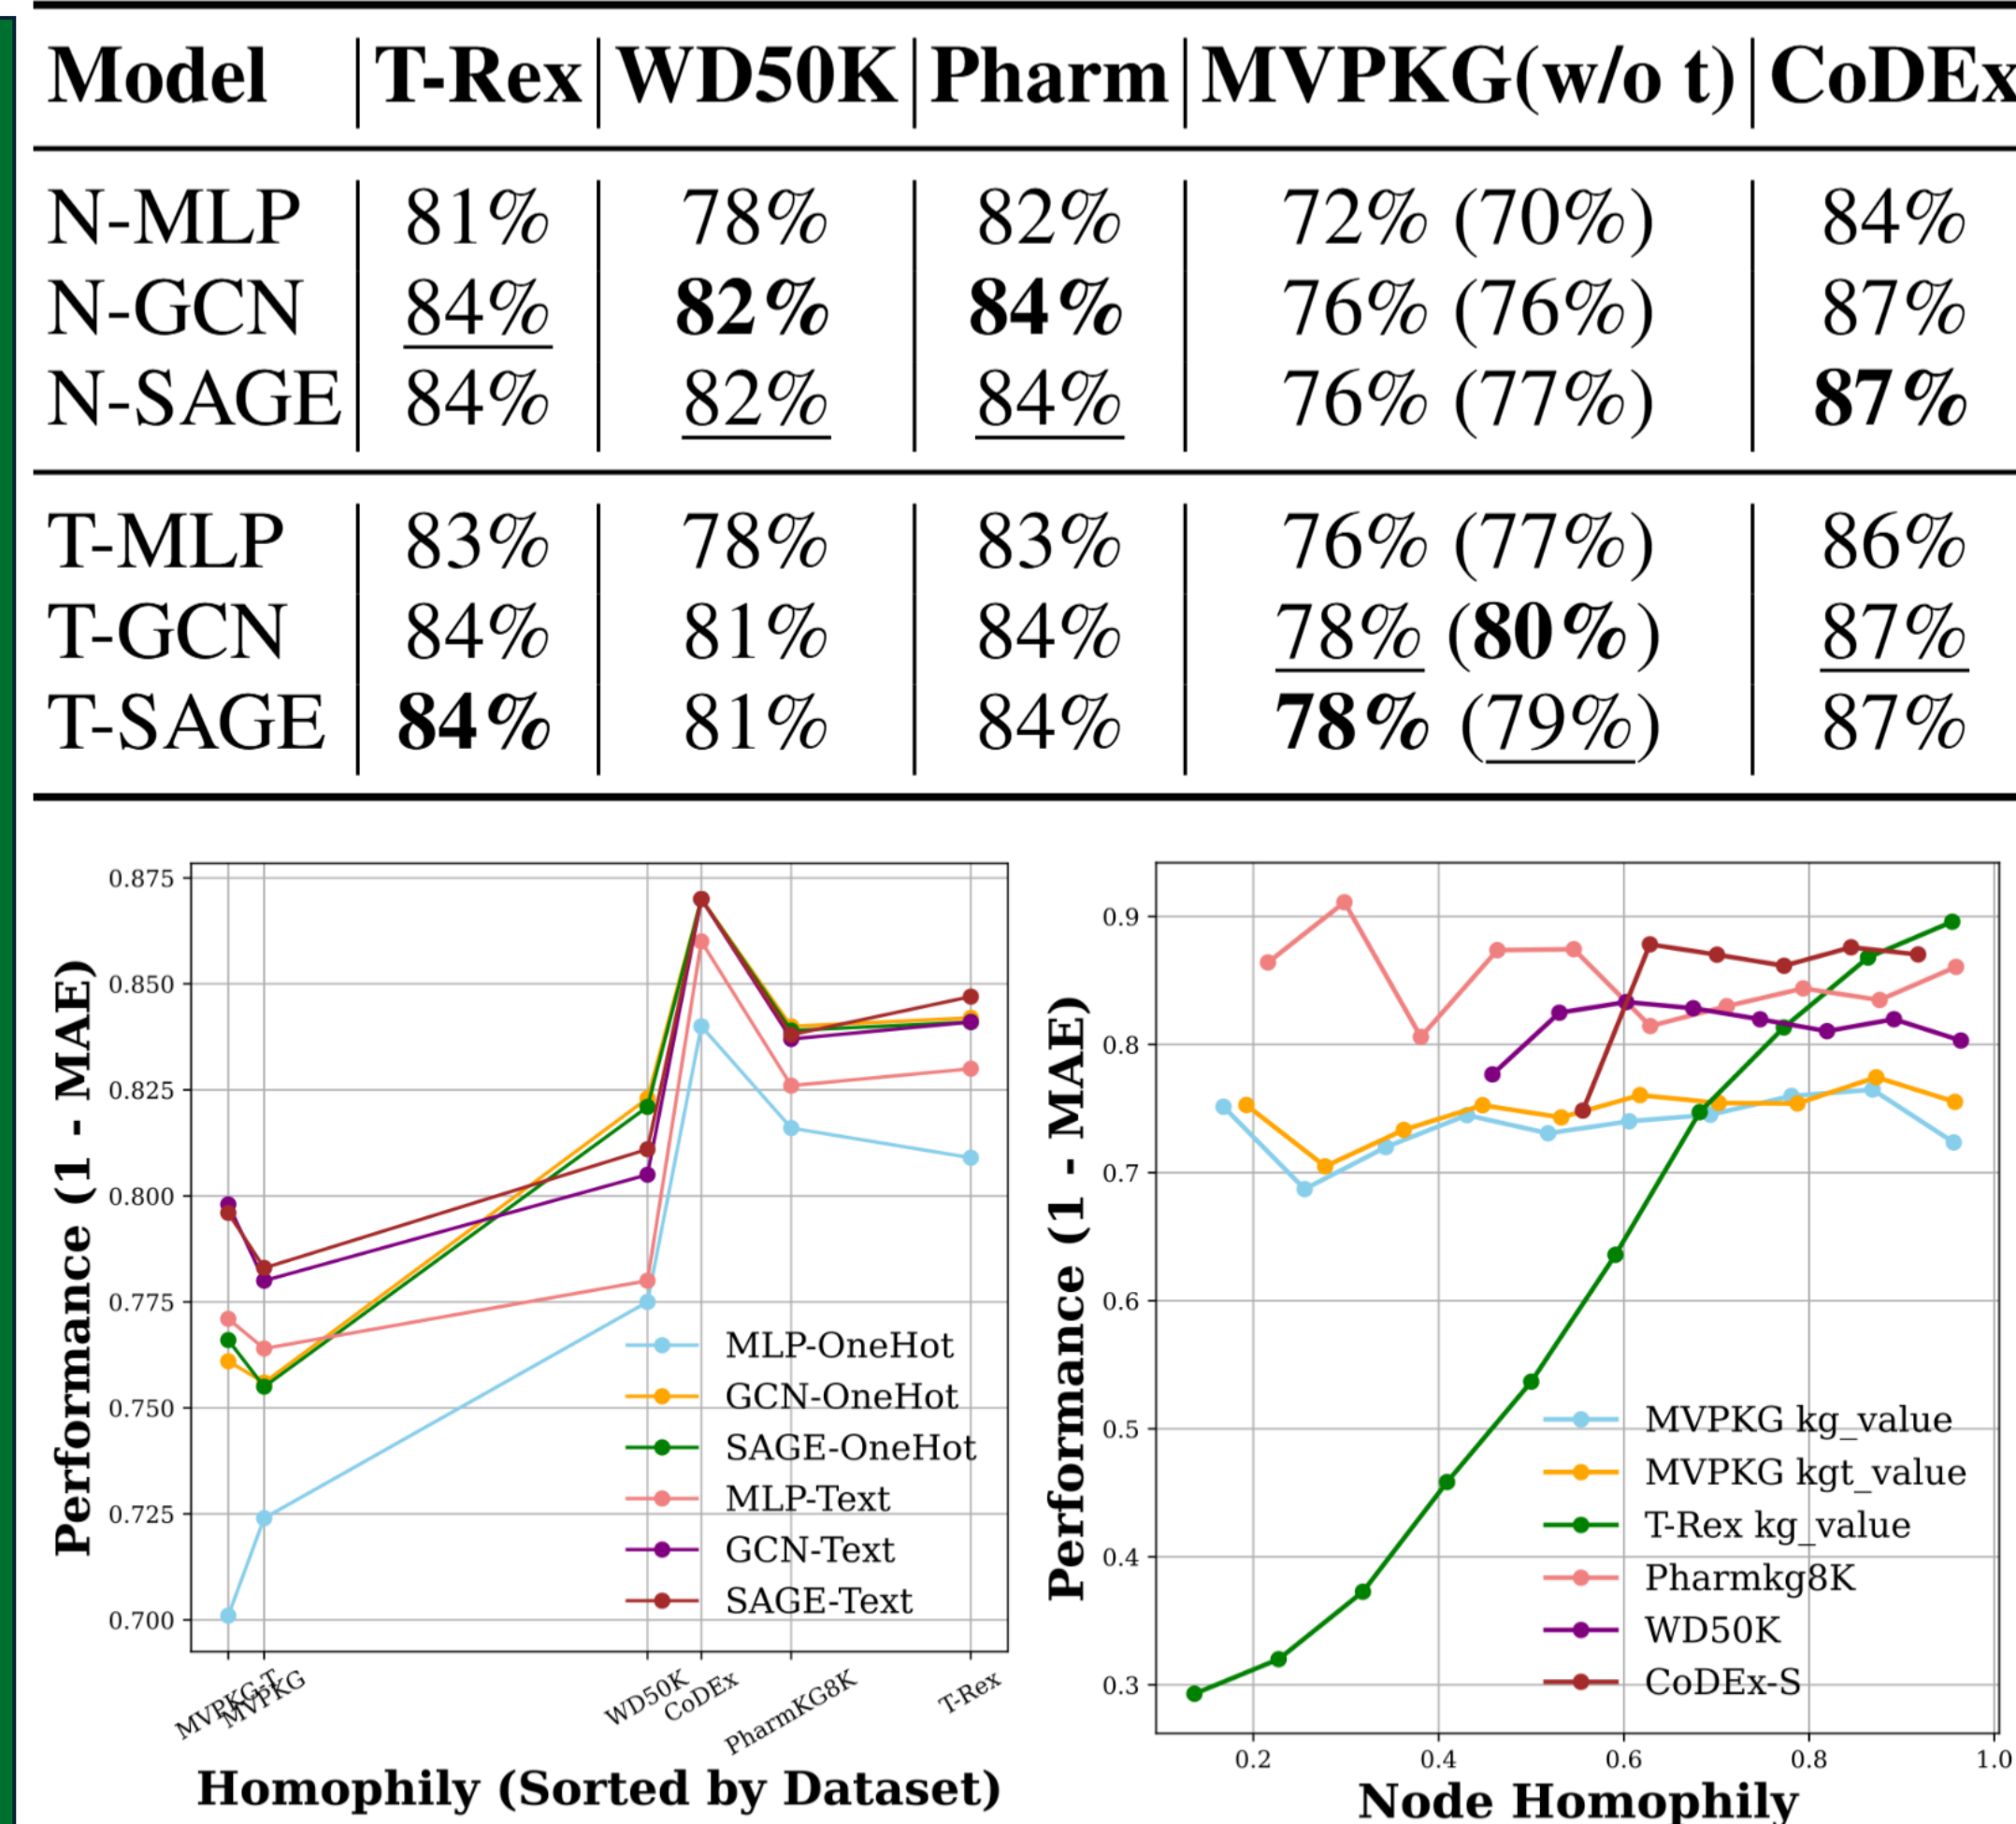 Model T-Rex WD50K Pharm MVPKG(w/o t) CoDEx
N-MLP 81% 78% 82% 72% (70%) 84%
N-GCN 84% 82% 84% 76% (76%) 87%
N-SAGE 84% 82% 84% 76% (77%) 87%
T-MLP 83% 78% 83% 76% (77%) 86%
T-GCN 84% 81% 84% 78% (80%) 87%
T-SAGE 84% 81% 84% 78% (79%) 87%
Performance (1 - MAE)
0.875
0.850
0.825
0.800
0.775
0.750
0.725
0.700
MLP-OneHot
GCN-OneHot
SAGE-OneHot
MLP-Text
GCN-Text
SAGE-Text
MVPKG-T
MVPKG
WD50K
CoDEx
PharmKG8K
T-Rex
Homophily (Sorted by Dataset)
Performance (1 - MAE)
0.9
0.8
0.7
0.6
0.5
0.4
0.3
MVPKG kg_value
MVPKG kgt_value
T-Rex kg_value
Pharmkg8K
WD50K
CoDEx-S
0.2 0.4 0.6 0.8 1.0
Node Homophily